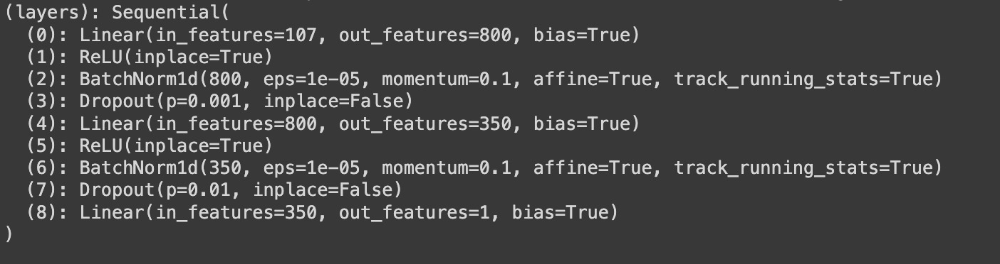 (layers): Sequential(
(0): Linear(in_features=107, out_features=800, bias=True)
(1): ReLU(inplace=True)
(2): BatchNorm1d(800, eps=1e-05, momentum=0.1, affine=True, track_running_stats=True)
(3): Dropout(p=0.001, inplace=False)
(4): Linear(in_features=800, out_features=350, bias=True)
(5): ReLU(inplace=True)
(6): BatchNorm1d(350, eps=1e-05, momentum=0.1, affine=True, track_running_stats=True)
(7): Dropout(p=0.01, inplace=False)
(8): Linear(in_features=350, out_features=1, bias=True)
)